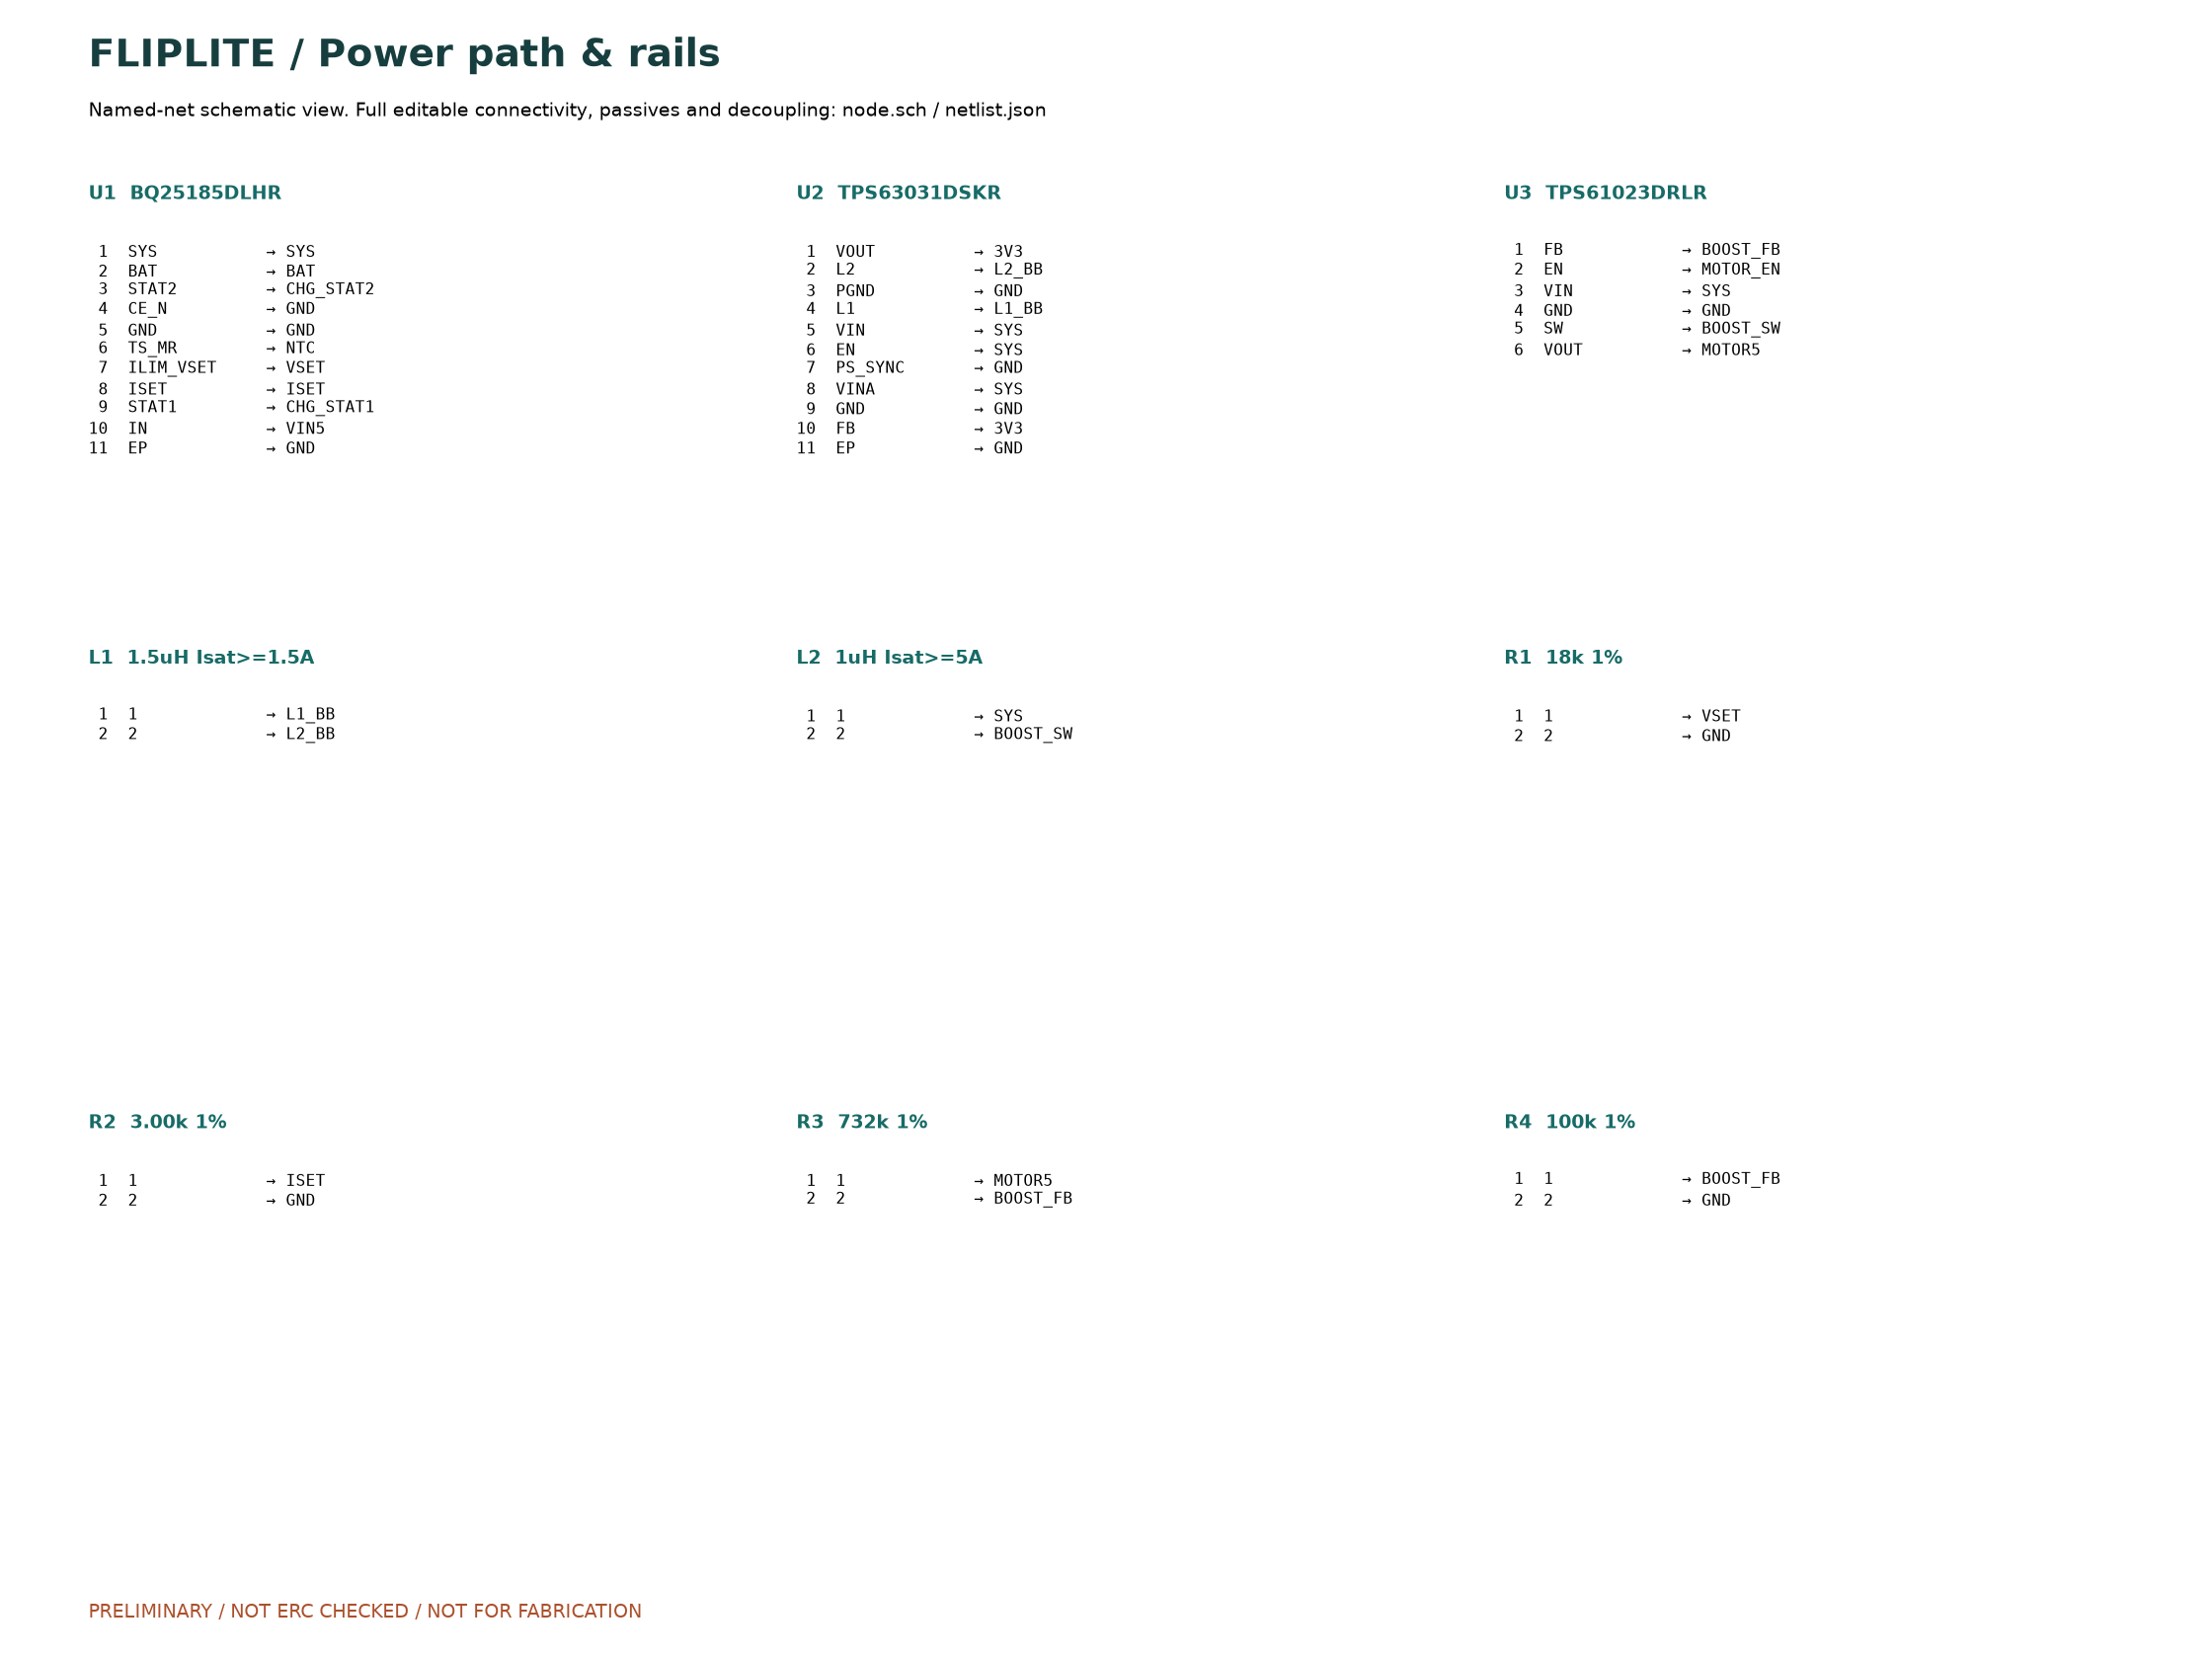 FLIPLITE / Power path & rails
Named-net schematic view. Full editable connectivity, passives and decoupling: node.sch / netlist.json
U1 BQ25185DLHR
1 SYS → SYS
2 BAT → BAT
3 STAT2 → CHG_STAT2
4 CE_N → GND
5 GND → GND
6 TS_MR → NTC
7 ILIM_VSET → VSET
8 ISET → ISET
9 STAT1 → CHG_STAT1
10 IN → VIN5
11 EP → GND
U2 TPS63031DSKR
1 VOUT → 3V3
2 L2 → L2_BB
3 PGND → GND
4 L1 → L1_BB
5 VIN → SYS
6 EN → SYS
7 PS_SYNC → GND
8 VINA → SYS
9 GND → GND
10 FB → 3V3
11 EP → GND
U3 TPS61023DRLR
1 FB → BOOST_FB
2 EN → MOTOR_EN
3 VIN → SYS
4 GND → GND
5 SW → BOOST_SW
6 VOUT → MOTOR5
L1 1.5uH Isat>=1.5A
1 1 → L1_BB
2 2 → L2_BB
L2 1uH Isat>=5A
1 1 → SYS
2 2 → BOOST_SW
R1 18k 1%
1 1 → VSET
2 2 → GND
R2 3.00k 1%
1 1 → ISET
2 2 → GND
R3 732k 1%
1 1 → MOTOR5
2 2 → BOOST_FB
R4 100k 1%
1 1 → BOOST_FB
2 2 → GND
PRELIMINARY / NOT ERC CHECKED / NOT FOR FABRICATION